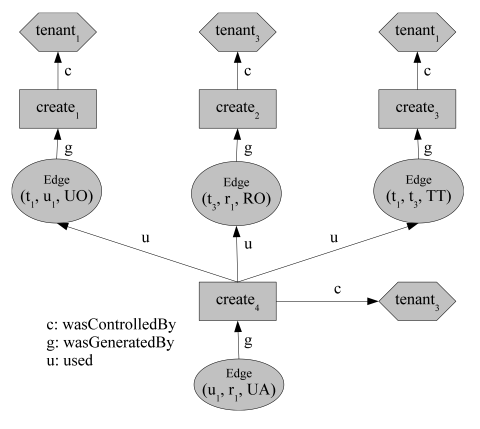 tenant₁ tenant₃ tenant₁
c c c
create₁ create₂ create₃
g g g
Edge Edge Edge
(t₁, u₁, UO) (t₃, r₁, RO) (t₁, t₃, TT)
u u u
create₄ c tenant₃
c: wasControlledBy
g: wasGeneratedBy
u: used
g
Edge
(u₁, r₁, UA)